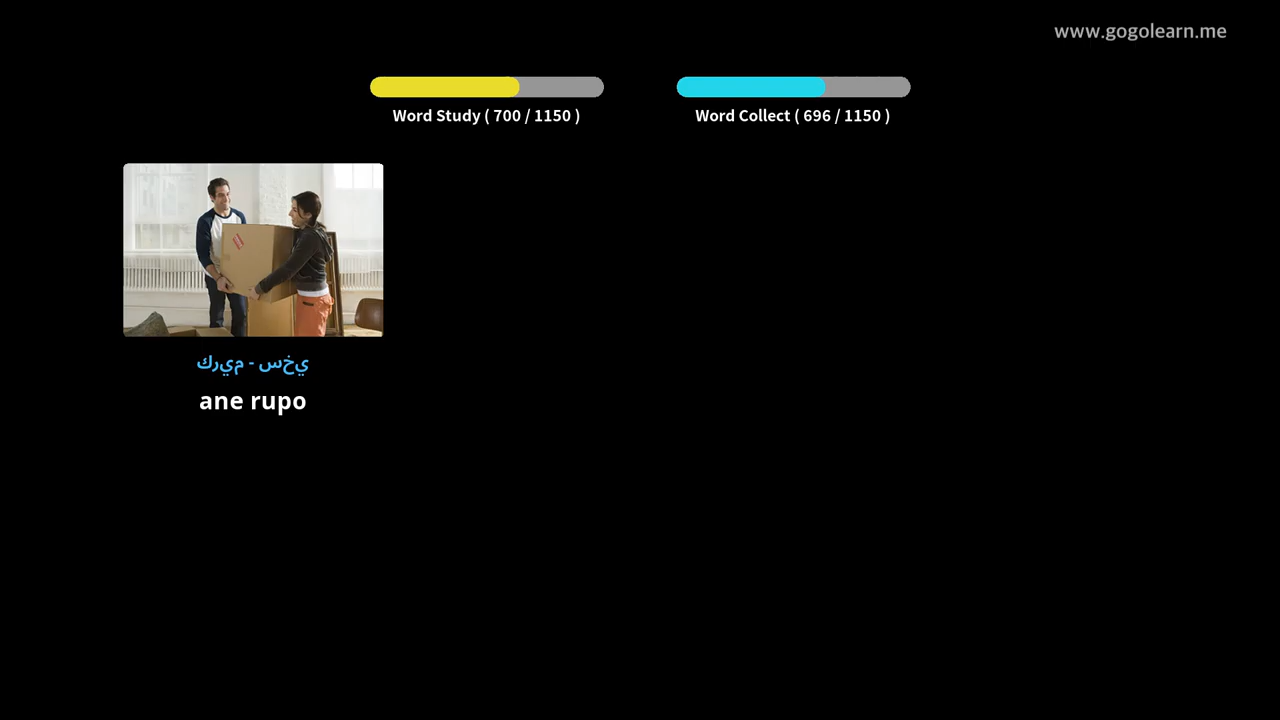 كريم - سخي
ane rupo
www.gogolearn.me
Word Study ( 700 / 1150 )
Word Collect ( 696 / 1150 )